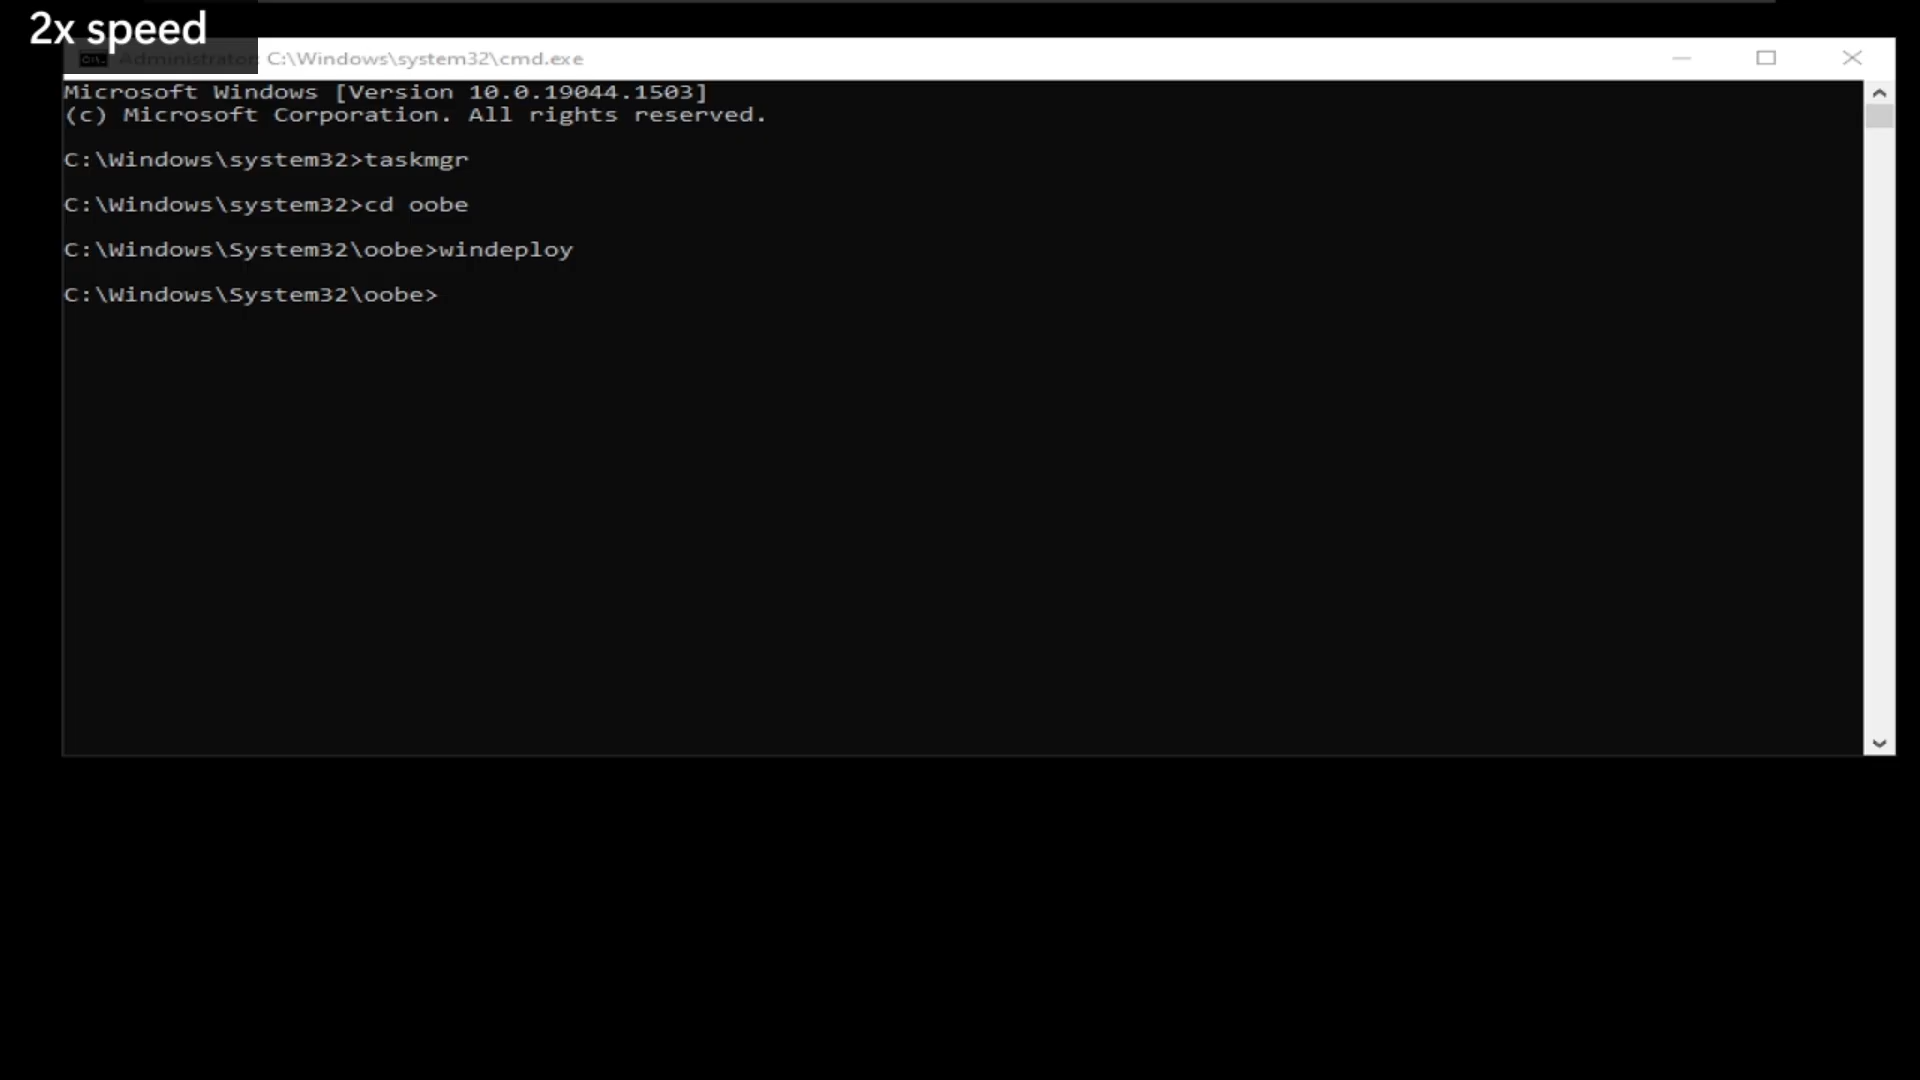 2x speed
Administrator: C:\Windows\system32\cmd.exe
Microsoft Windows [Version 10.0.19044.1503]
(c) Microsoft Corporation. All rights reserved.
C:\Windows\system32>taskmgr
C:\Windows\system32>cd oobe
C:\Windows\System32\oobe>windeploy
C:\Windows\System32\oobe>